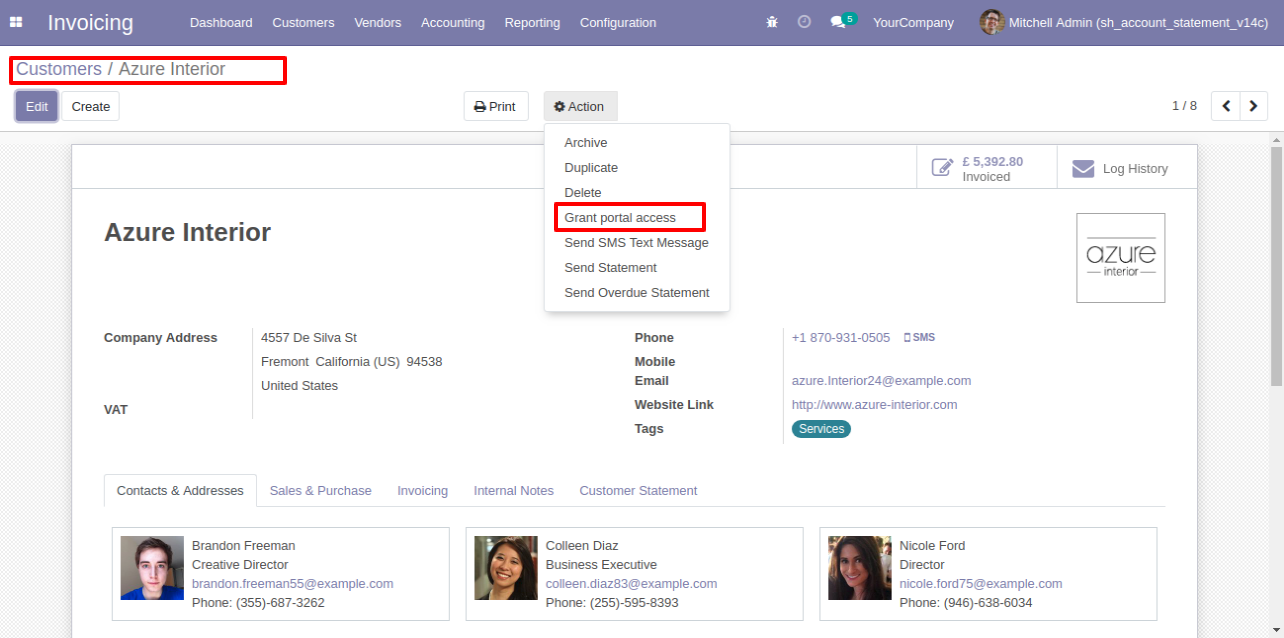 Invoicing
Dashboard Customers Vendors Accounting Reporting Configuration
5 YourCompany Mitchell Admin (sh_account_statement_v14c)
Customers / Azure Interior
Edit Create Print Action 1 / 8
Archive
Duplicate
Delete
Grant portal access
Send SMS Text Message
Send Statement
Send Overdue Statement
£ 5,392.80
Invoiced
Log History
Azure Interior
azure
interior
Company Address 4557 De Silva St
Fremont California (US) 94538
United States
VAT
Phone +1 870-931-0505 SMS
Mobile
Email azure.Interior24@example.com
Website Link http://www.azure-interior.com
Tags Services
Contacts & Addresses Sales & Purchase Invoicing Internal Notes Customer Statement
Brandon Freeman
Creative Director
brandon.freeman55@example.com
Phone: (355)-687-3262
Colleen Diaz
Business Executive
colleen.diaz83@example.com
Phone: (255)-595-8393
Nicole Ford
Director
nicole.ford75@example.com
Phone: (946)-638-6034